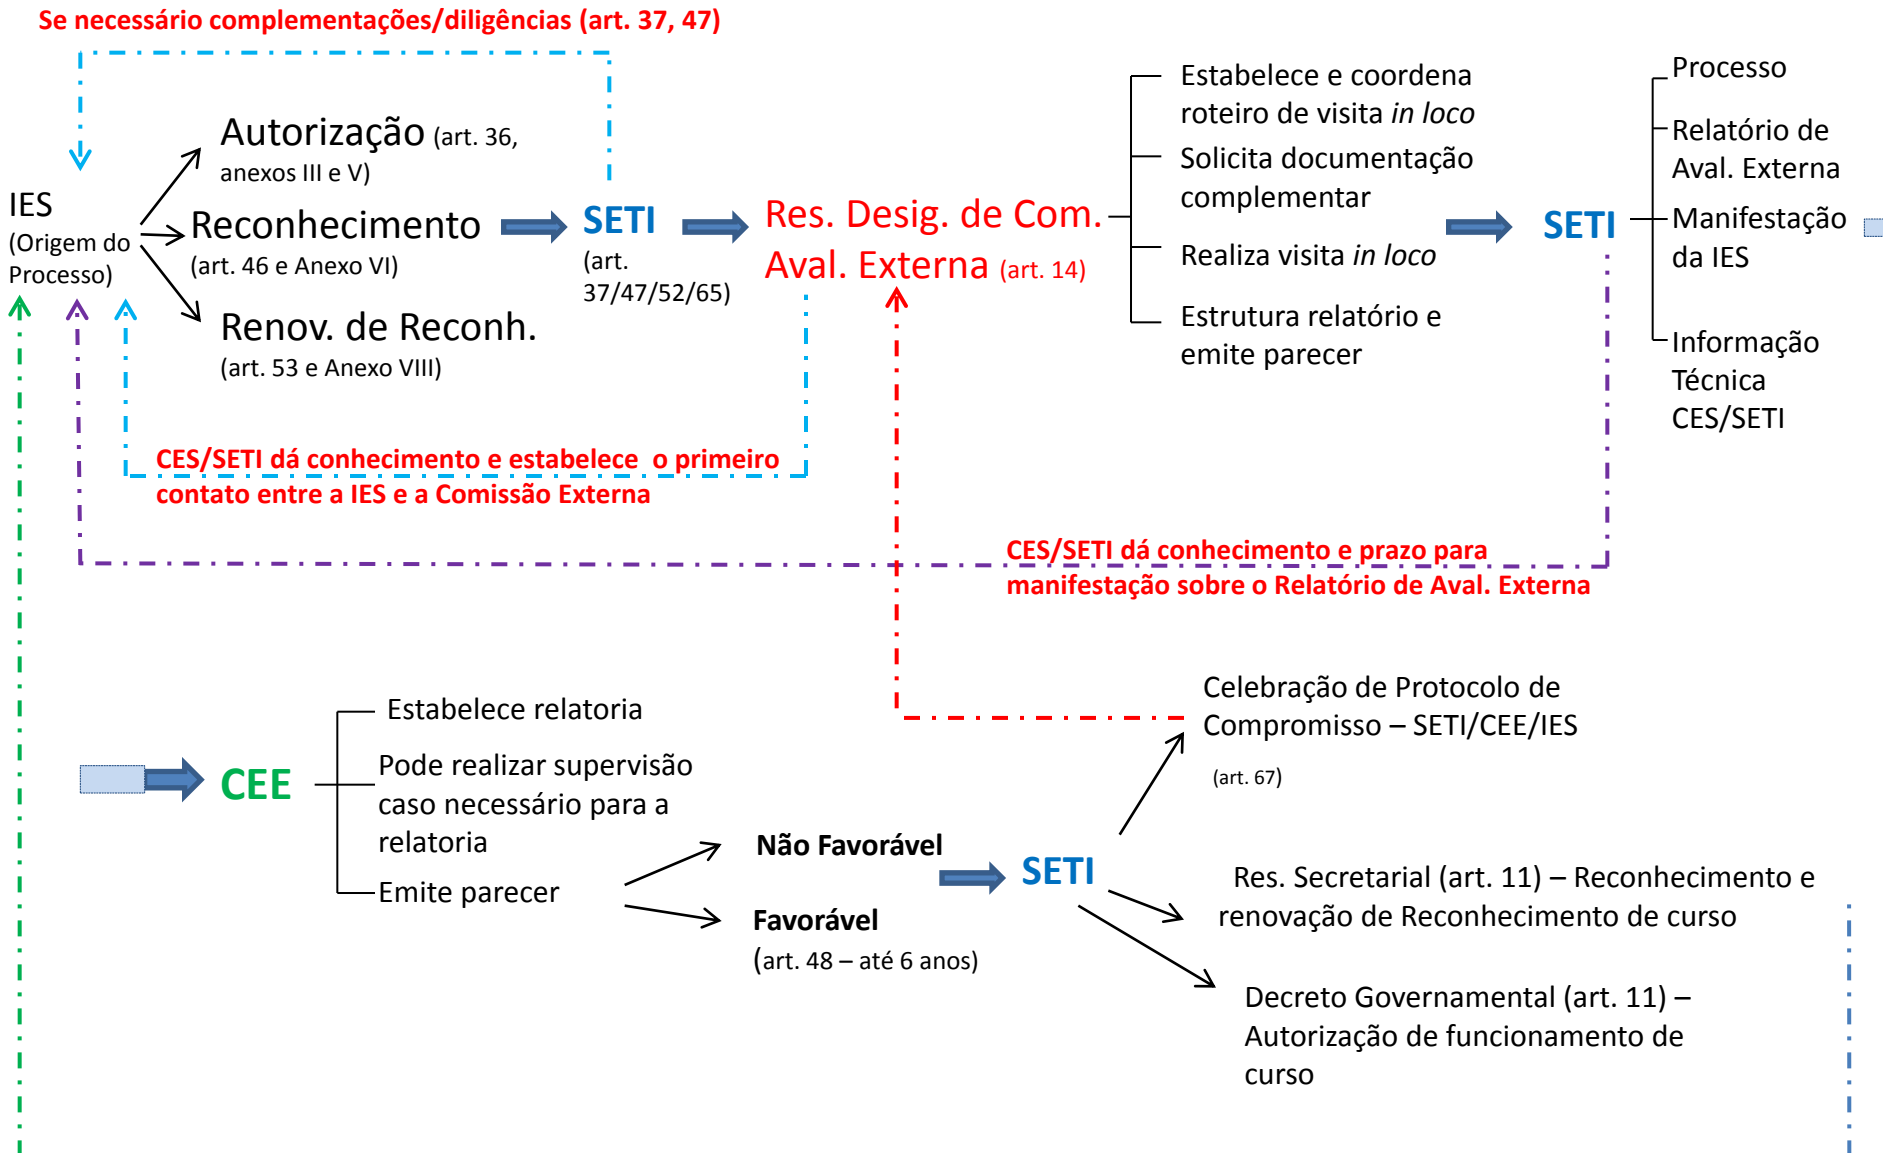 Se necessário complementações/diligências (art. 37, 47)
IES
(Origem do
Processo)
Autorização (art. 36,
anexos III e V)
Reconhecimento
(art. 46 e Anexo VI)
Renov. de Reconh.
(art. 53 e Anexo VIII)
SETI
(art.
37/47/52/65)
Res. Desig. de Com.
Aval. Externa (art. 14)
Estabelece e coordena
roteiro de visita in loco
Solicita documentação
complementar
Realiza visita in loco
Estrutura relatório e
emite parecer
SETI
Processo
Relatório de
Aval. Externa
Manifestação
da IES
Informação
Técnica
CES/SETI
CES/SETI dá conhecimento e estabelece o primeiro
contato entre a IES e a Comissão Externa
CES/SETI dá conhecimento e prazo para
manifestação sobre o Relatório de Aval. Externa
CEE
Estabelece relatoria
Pode realizar supervisão
caso necessário para a
relatoria
Emite parecer
Não Favorável
Favorável
(art. 48 – até 6 anos)
SETI
Celebração de Protocolo de
Compromisso – SETI/CEE/IES
(art. 67)
Res. Secretarial (art. 11) – Reconhecimento e
renovação de Reconhecimento de curso
Decreto Governamental (art. 11) –
Autorização de funcionamento de
curso